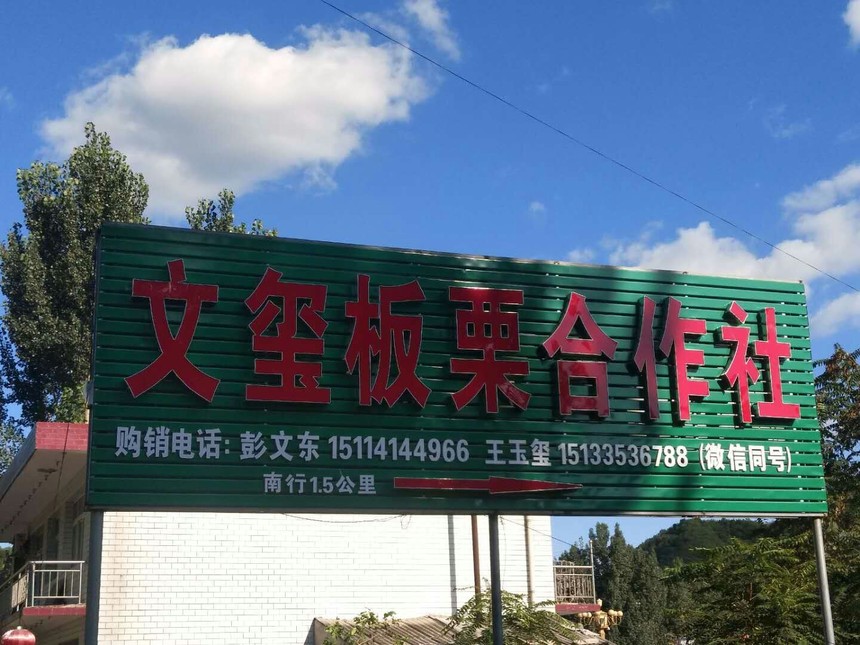 文玺板栗合作社
购销电话: 彭文东 15114144966 王玉玺 15133536788 (微信同号)
南行1.5公里